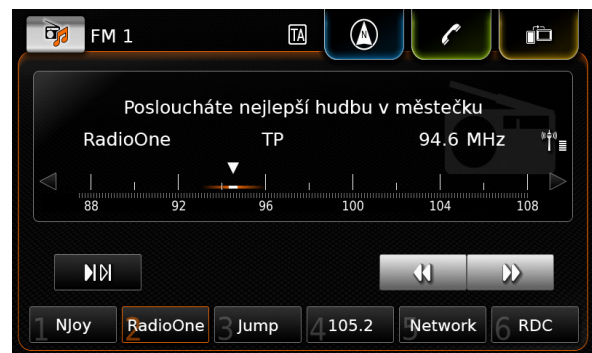 FM 1 TA
Posloucháte nejlepší hudbu v městečku
RadioOne TP 94.6 MHz
88 92 96 100 104 108
1 NJoy 2 RadioOne 3 Jump 4 105.2 5 Network 6 RDC